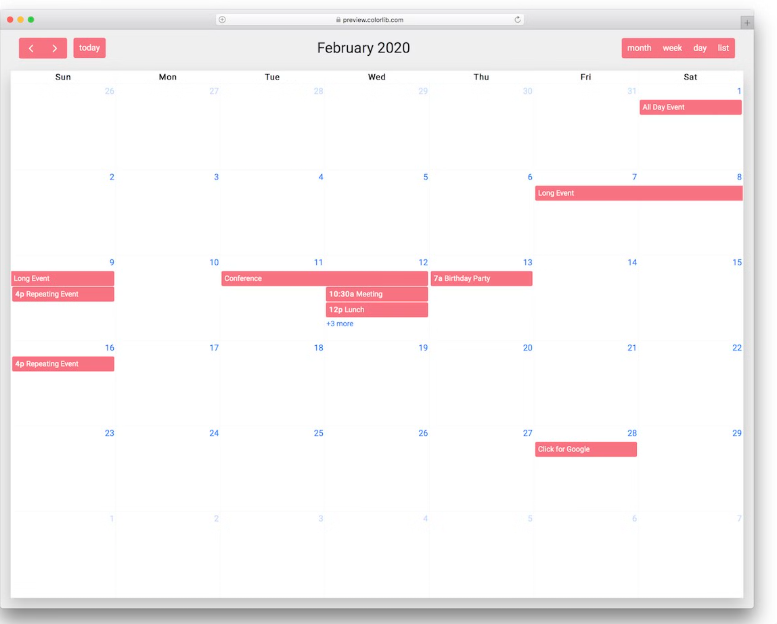 preview.colorlib.com
today
February 2020
month week day list
Sun Mon Tue Wed Thu Fri Sat
26 27 28 29 30 31 1
All Day Event
2 3 4 5 6 7 8
Long Event
9 10 11 12 13 14 15
Long Event Conference 7a Birthday Party
4p Repeating Event 10:30a Meeting
12p Lunch
+3 more
16 17 18 19 20 21 22
4p Repeating Event
23 24 25 26 27 28 29
Click for Google
1 2 3 4 5 6 7